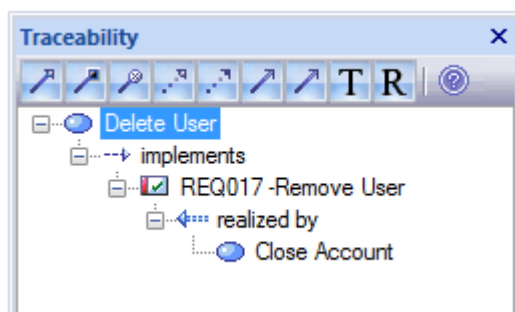 Traceability
T R
Delete User
implements
REQ017 -Remove User
realized by
Close Account